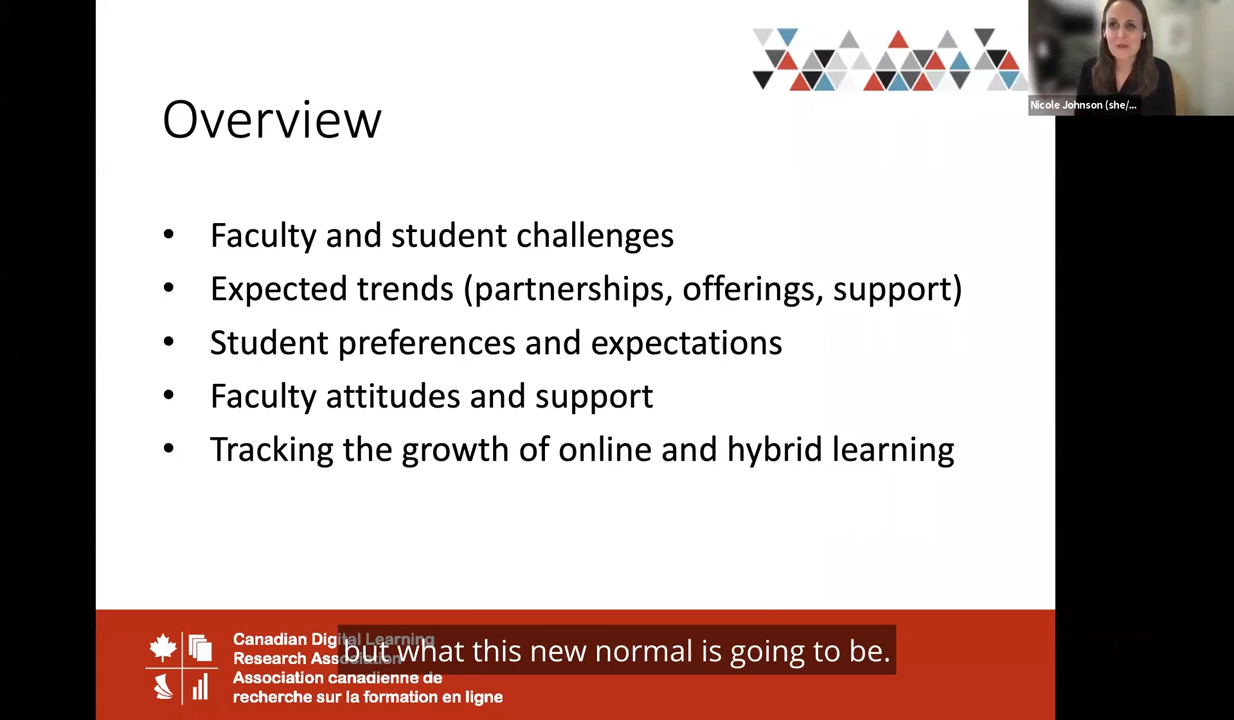 Nicole Johnson (she/...
Overview
• Faculty and student challenges
• Expected trends (partnerships, offerings, support)
• Student preferences and expectations
• Faculty attitudes and support
• Tracking the growth of online and hybrid learning
Canadian Digital Learning
Research Association
Association canadienne de
recherche sur la formation en ligne
but what this new normal is going to be.